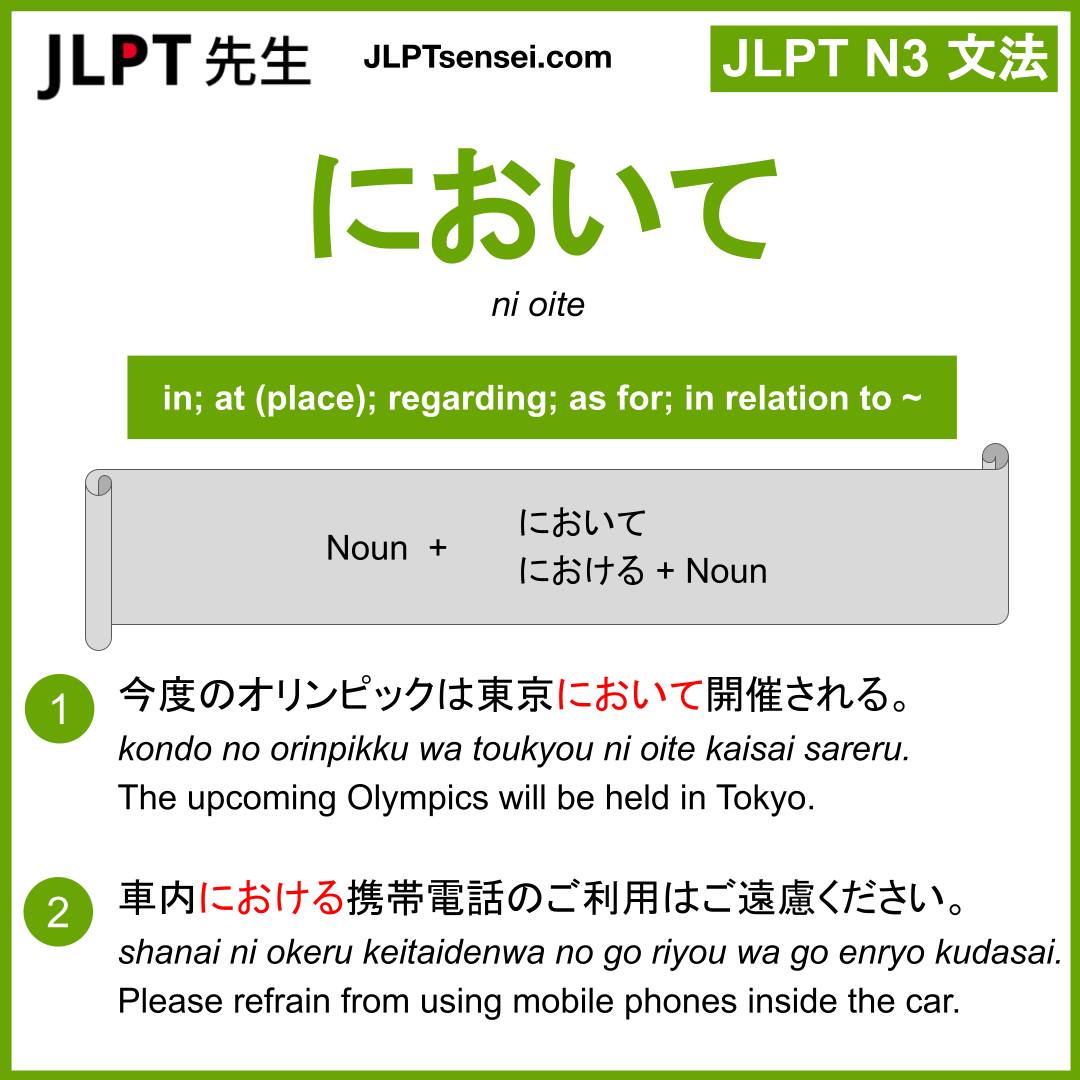 JLPT 先生
JLPTsensei.com
JLPT N3 文法
において
ni oite
in; at (place); regarding; as for; in relation to ~
Noun +
において
における + Noun
1
今度のオリンピックは東京において開催される。
kondo no orinpikku wa toukyou ni oite kaisai sareru.
The upcoming Olympics will be held in Tokyo.
2
車内における携帯電話のご利用はご遠慮ください。
shanai ni okeru keitaidenwa no go riyou wa go enryo kudasai.
Please refrain from using mobile phones inside the car.